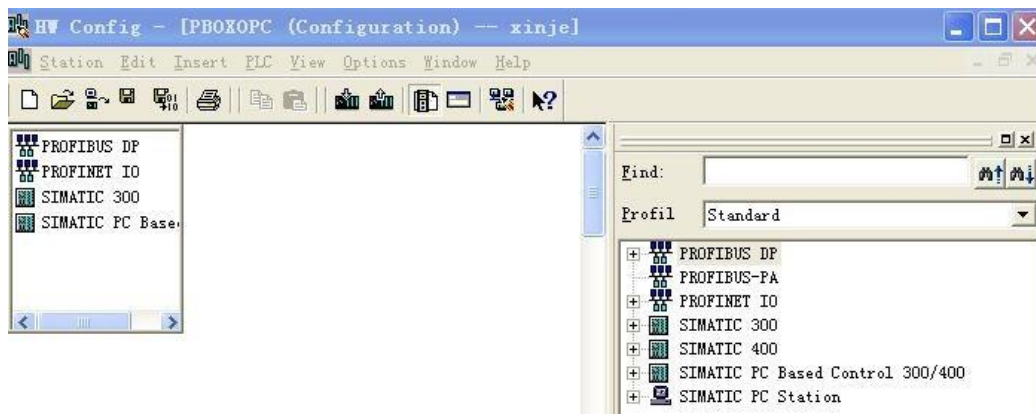 HW Config - [PBOXOPC (Configuration) -- xinje]
Station Edit Insert PLC View Options Window Help
PROFIBUS DP
PROFINET IO
SIMATIC 300
SIMATIC PC Base
Find:
Profil Standard
PROFIBUS DP
PROFIBUS-PA
PROFINET IO
SIMATIC 300
SIMATIC 400
SIMATIC PC Based Control 300/400
SIMATIC PC Station